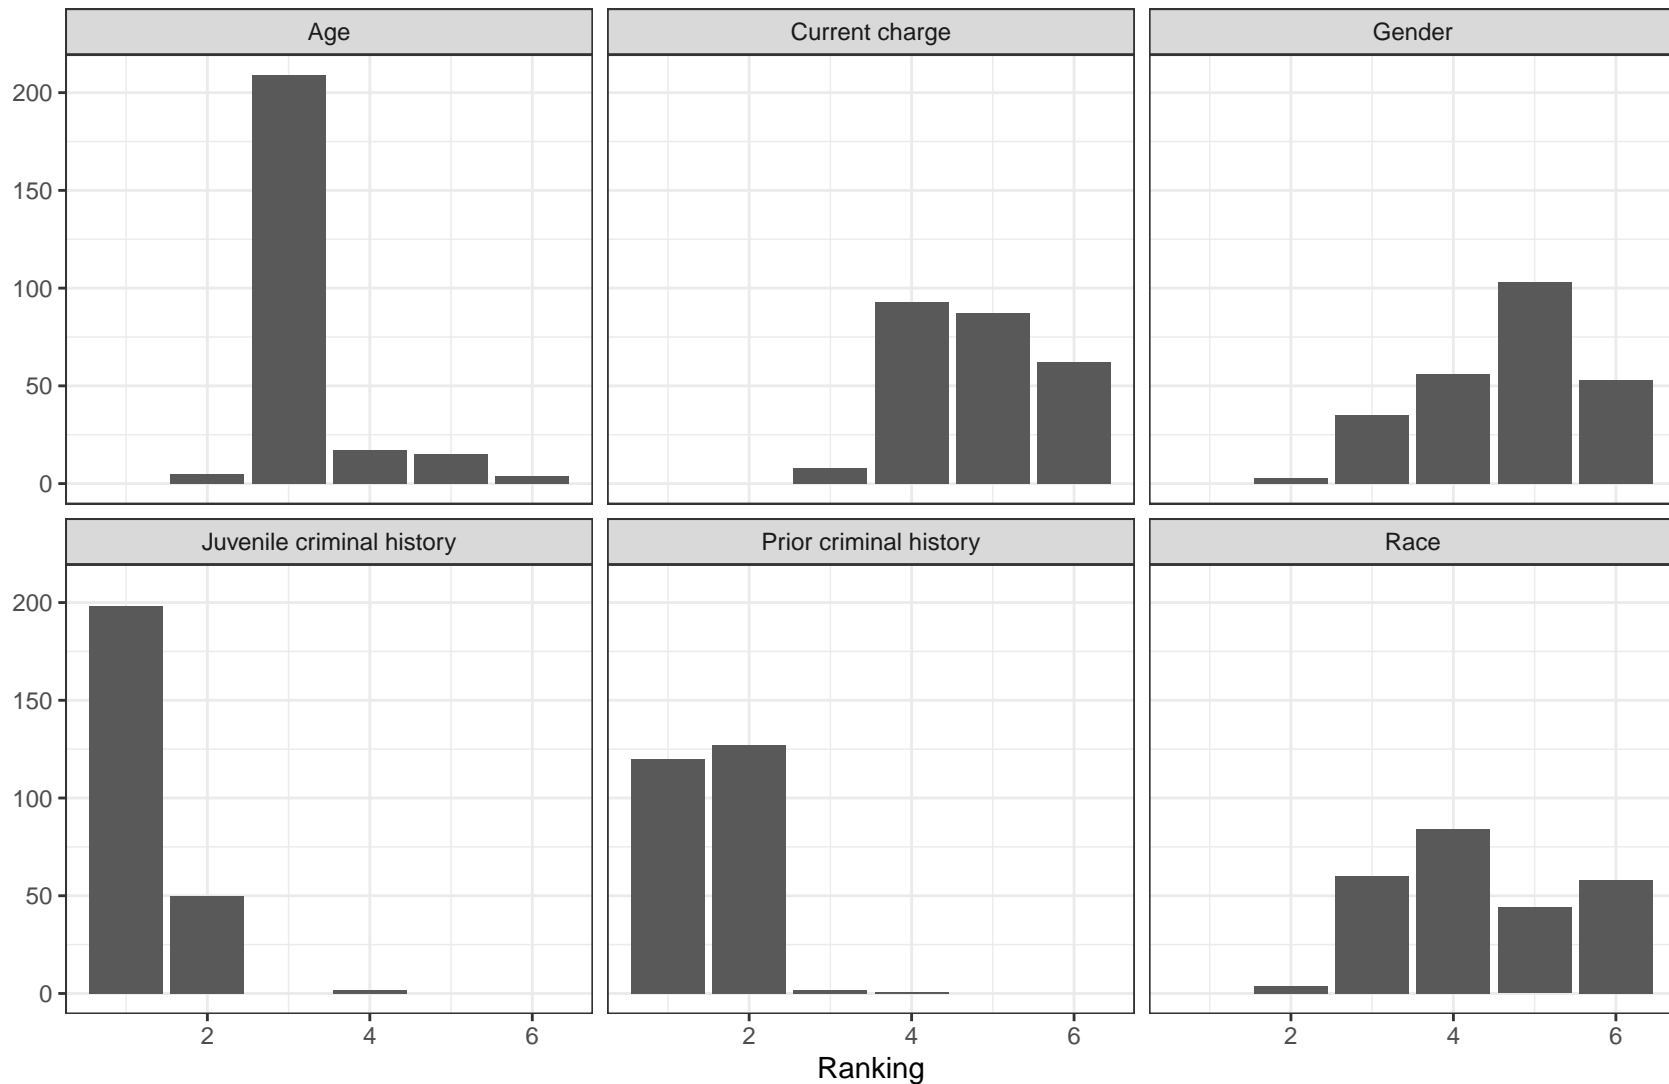 Age
Current charge
Gender
200
150
100
50
0
Juvenile criminal history
Prior criminal history
Race
200
150
100
50
0
2 4 6 2 4 6 2 4 6
Ranking